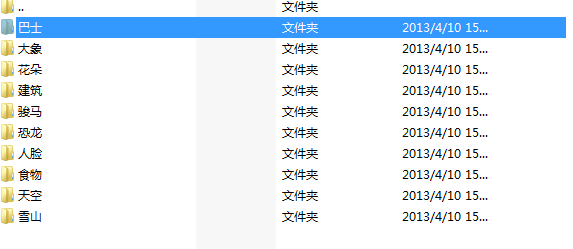 .. 文件夹
巴士 文件夹 2013/4/10 15...
大象 文件夹 2013/4/10 15...
花朵 文件夹 2013/4/10 15...
建筑 文件夹 2013/4/10 15...
骏马 文件夹 2013/4/10 15...
恐龙 文件夹 2013/4/10 15...
人脸 文件夹 2013/4/10 15...
食物 文件夹 2013/4/10 15...
天空 文件夹 2013/4/10 15...
雪山 文件夹 2013/4/10 15...